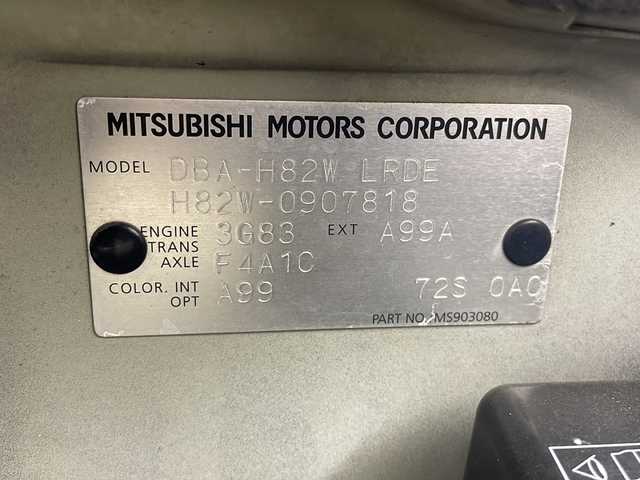 MITSUBISHI MOTORS CORPORATION
MODEL DBA-H82W LRDE
H82W-0907818
ENGINE 3G83 EXT A99A
TRANS
AXLE F4A1C
COLOR. INT A99 72S 0AC
OPT
PART NO. MS903080